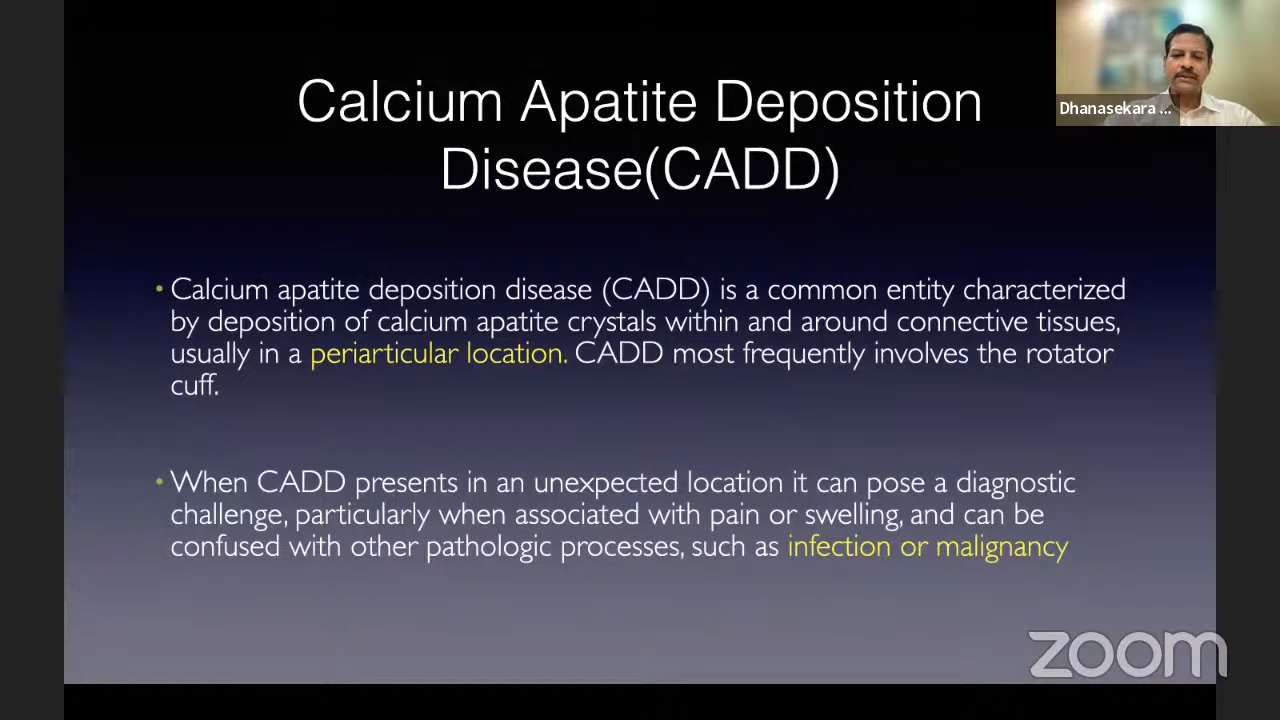 Calcium Apatite Deposition
Disease(CADD)
Dhanasekara ...
• Calcium apatite deposition disease (CADD) is a common entity characterized
by deposition of calcium apatite crystals within and around connective tissues,
usually in a periarticular location. CADD most frequently involves the rotator
cuff.
• When CADD presents in an unexpected location it can pose a diagnostic
challenge, particularly when associated with pain or swelling, and can be
confused with other pathologic processes, such as infection or malignancy
zoom